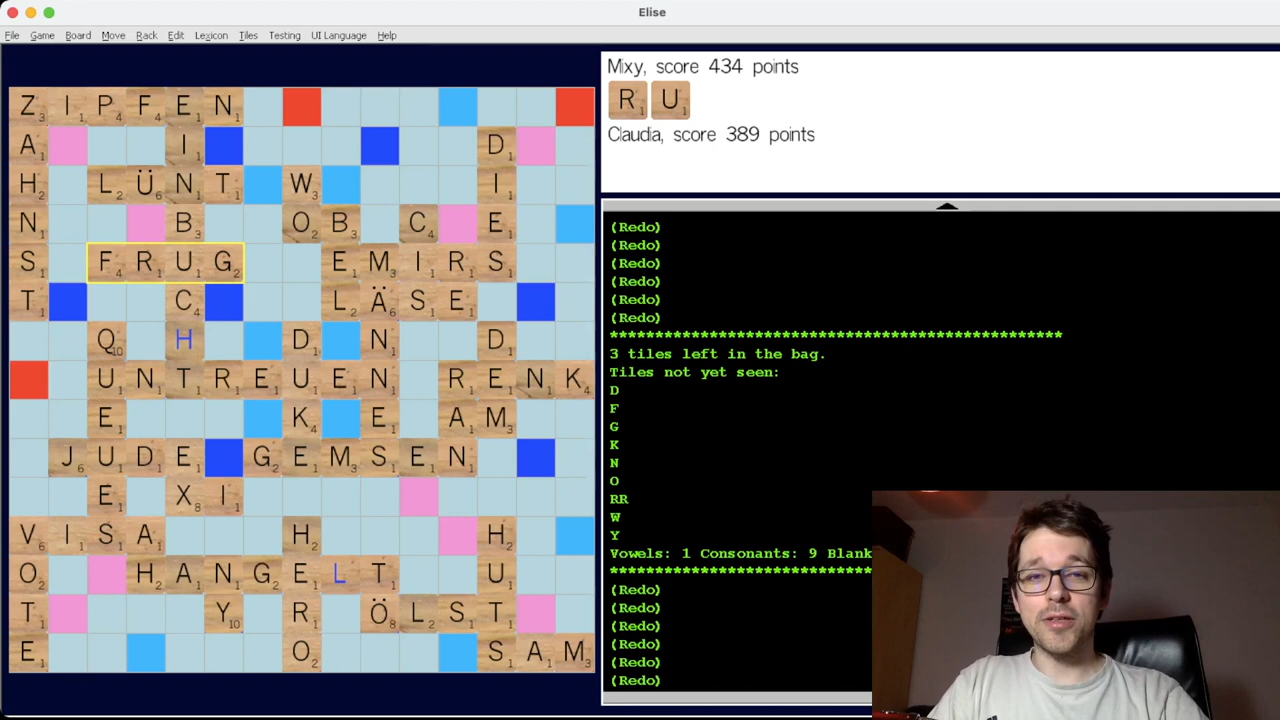 Elise
File Game Board Move Rack Edit Lexicon Tiles Testing UI Language Help
Mixy, score 434 points
R U
Claudia, score 389 points
Z I P F E N
A I D
H L Ü N T W I
N B O B C E
S F R U G E M I R S
T C L Ä S E
Q H D N D
U N T R E U E N R E N K
E K E A M
J U D E G E M S E N
E X I
V I S A H H
O H A N G E L T U
T Y R Ö L S T
E O S A M
(Redo)
(Redo)
(Redo)
(Redo)
(Redo)
(Redo)
**************************************************
3 tiles left in the bag.
Tiles not yet seen:
D
F
G
K
N
O
RR
W
Y
Vowels: 1 Consonants: 9 Blank
(Redo)
(Redo)
(Redo)
(Redo)
(Redo)
(Redo)